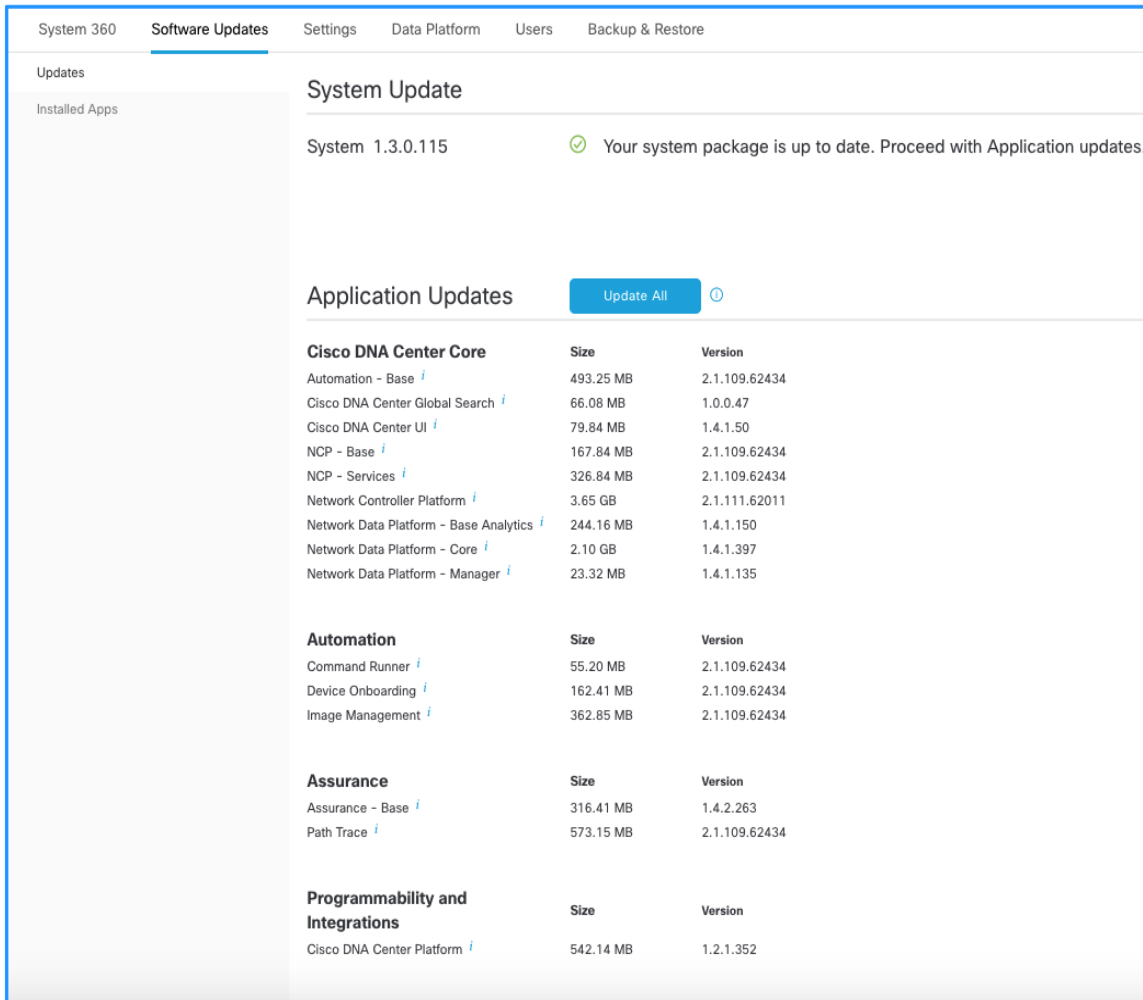 System 360 Software Updates Settings Data Platform Users Backup & Restore
Updates
Installed Apps
System Update
System 1.3.0.115 Your system package is up to date. Proceed with Application updates.
Application Updates Update All
Cisco DNA Center Core Size Version
Automation - Base i 493.25 MB 2.1.109.62434
Cisco DNA Center Global Search i 66.08 MB 1.0.0.47
Cisco DNA Center UI i 79.84 MB 1.4.1.50
NCP - Base i 167.84 MB 2.1.109.62434
NCP - Services i 326.84 MB 2.1.109.62434
Network Controller Platform i 3.65 GB 2.1.111.62011
Network Data Platform - Base Analytics i 244.16 MB 1.4.1.150
Network Data Platform - Core i 2.10 GB 1.4.1.397
Network Data Platform - Manager i 23.32 MB 1.4.1.135
Automation Size Version
Command Runner i 55.20 MB 2.1.109.62434
Device Onboarding i 162.41 MB 2.1.109.62434
Image Management i 362.85 MB 2.1.109.62434
Assurance Size Version
Assurance - Base i 316.41 MB 1.4.2.263
Path Trace i 573.15 MB 2.1.109.62434
Programmability and
Integrations Size Version
Cisco DNA Center Platform i 542.14 MB 1.2.1.352